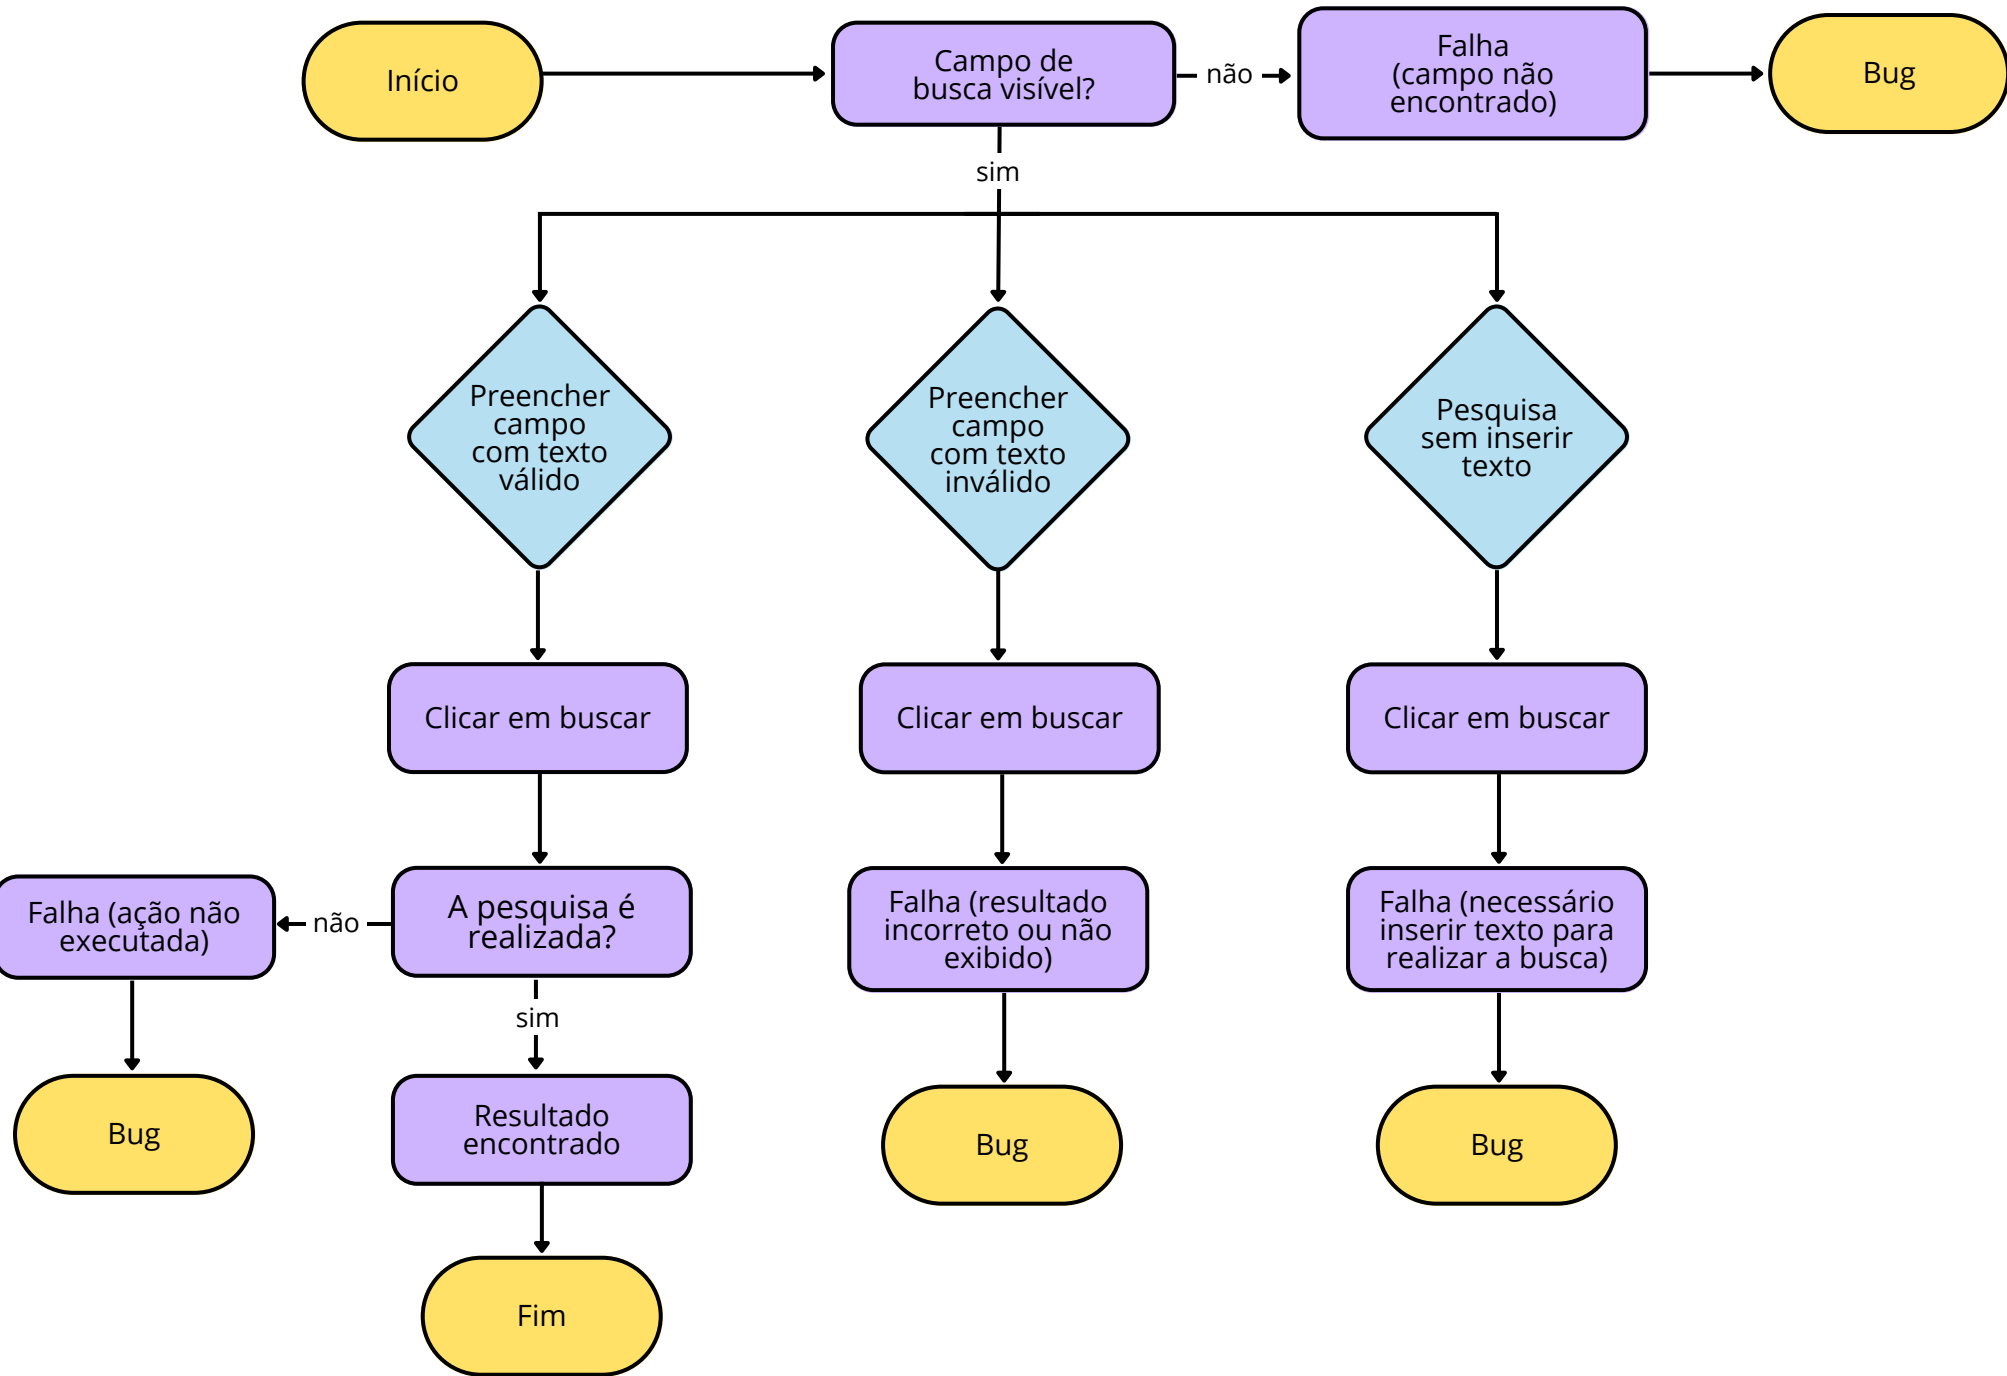 Início
Campo de
busca visível?
não
Falha
(campo não
encontrado)
Bug
sim
Preencher
campo
com texto
válido
Preencher
campo
com texto
inválido
Pesquisa
sem inserir
texto
Clicar em buscar
Clicar em buscar
Clicar em buscar
Falha (ação não
executada)
não
A pesquisa é
realizada?
Falha (resultado
incorreto ou não
exibido)
Falha (necessário
inserir texto para
realizar a busca)
sim
Bug
Resultado
encontrado
Bug
Bug
Fim